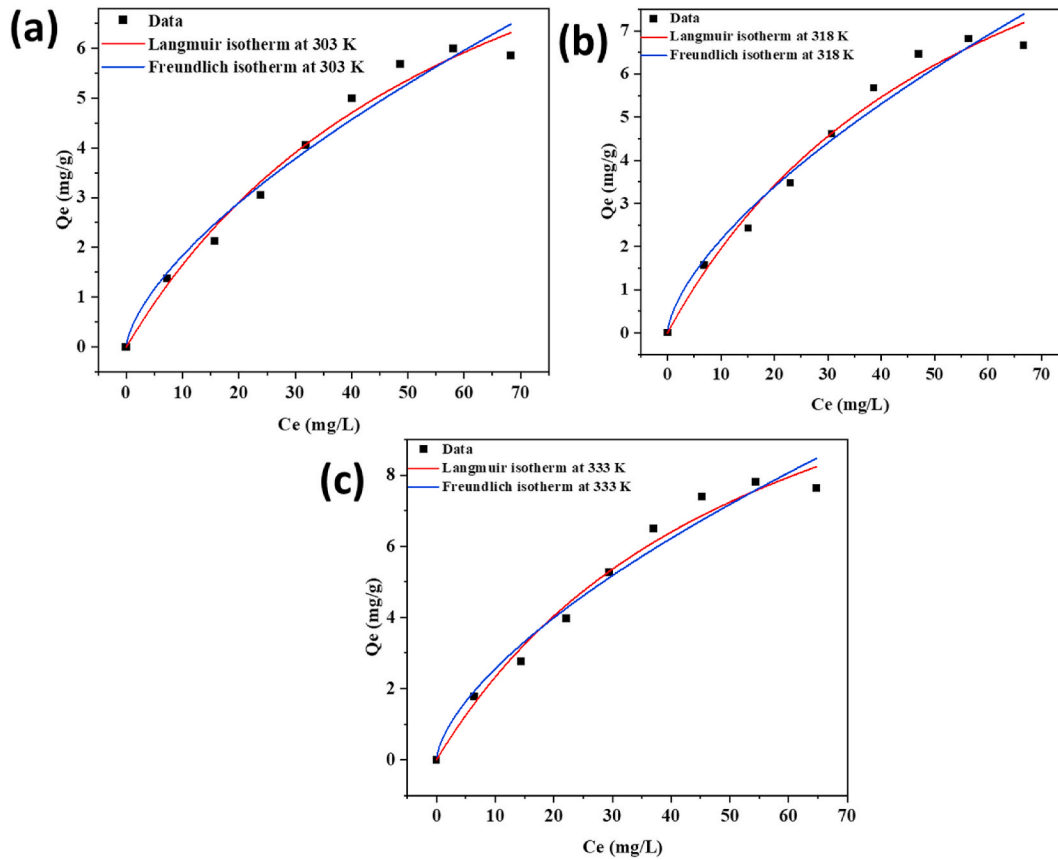 (a)
Data
Langmuir isotherm at 303 K
Freundlich isotherm at 303 K
6
5
4
3
2
1
0
Qe (mg/g)
0 10 20 30 40 50 60 70
Ce (mg/L)
(b)
Data
Langmuir isotherm at 318 K
Freundlich isotherm at 318 K
7
6
5
4
3
2
1
0
Qe (mg/g)
0 10 20 30 40 50 60 70
Ce (mg/L)
(c)
Data
Langmuir isotherm at 333 K
Freundlich isotherm at 333 K
8
6
4
2
0
Qe (mg/g)
0 10 20 30 40 50 60 70
Ce (mg/L)